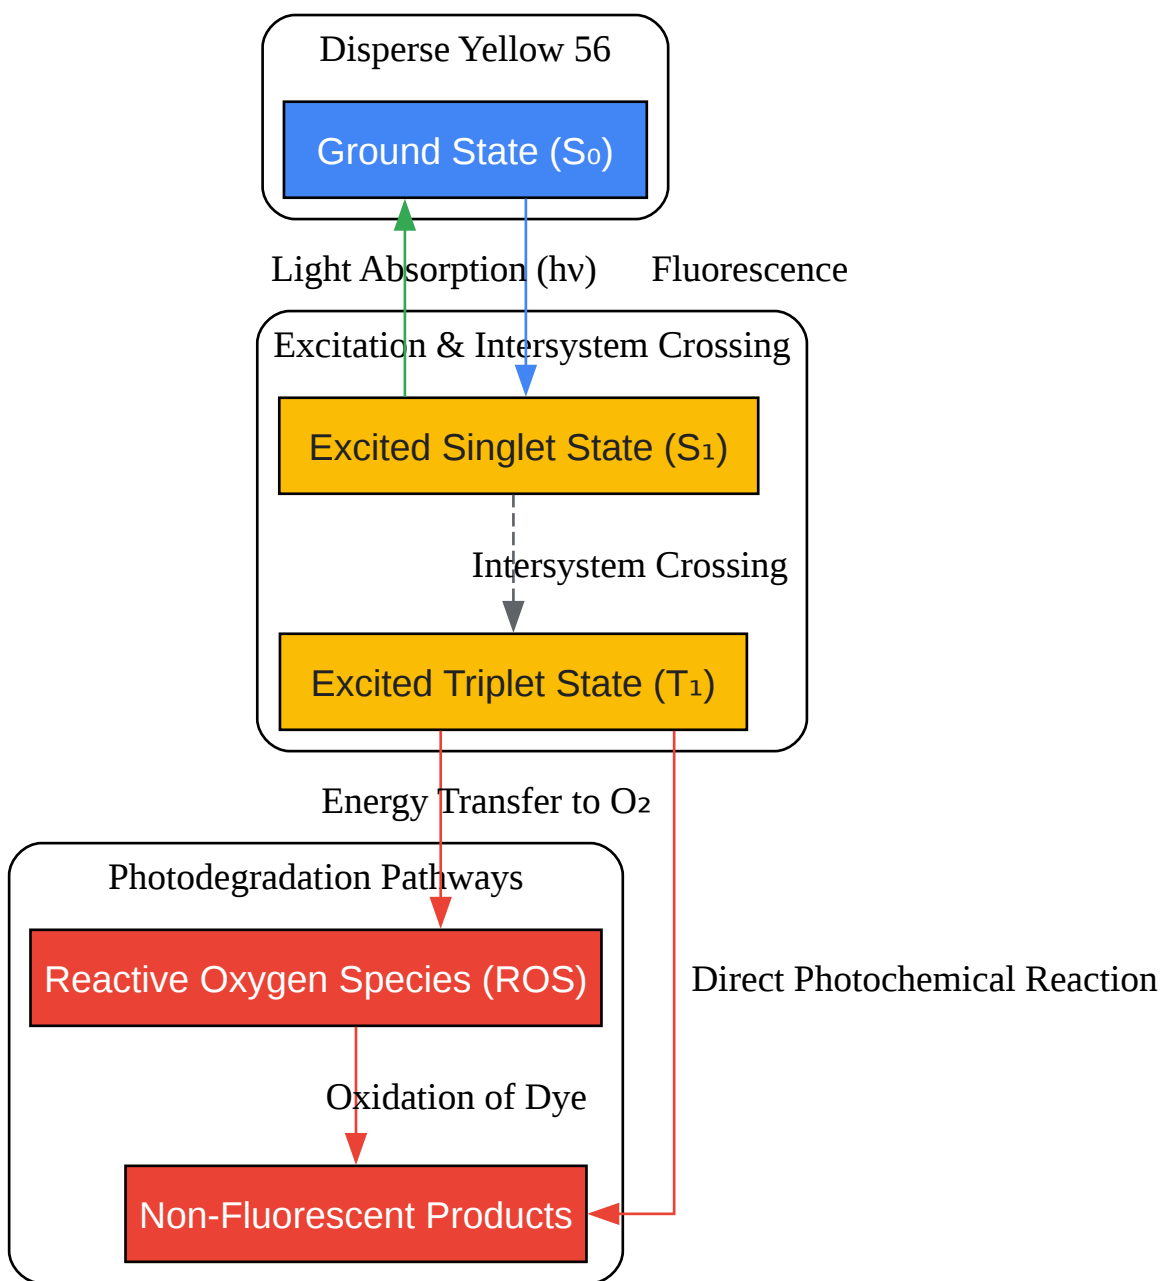 Disperse Yellow 56
Ground State (S₀)
Light Absorption (hν)
Fluorescence
Excitation & Intersystem Crossing
Excited Singlet State (S₁)
Intersystem Crossing
Excited Triplet State (T₁)
Energy Transfer to O₂
Photodegradation Pathways
Reactive Oxygen Species (ROS)
Direct Photochemical Reaction
Oxidation of Dye
Non-Fluorescent Products